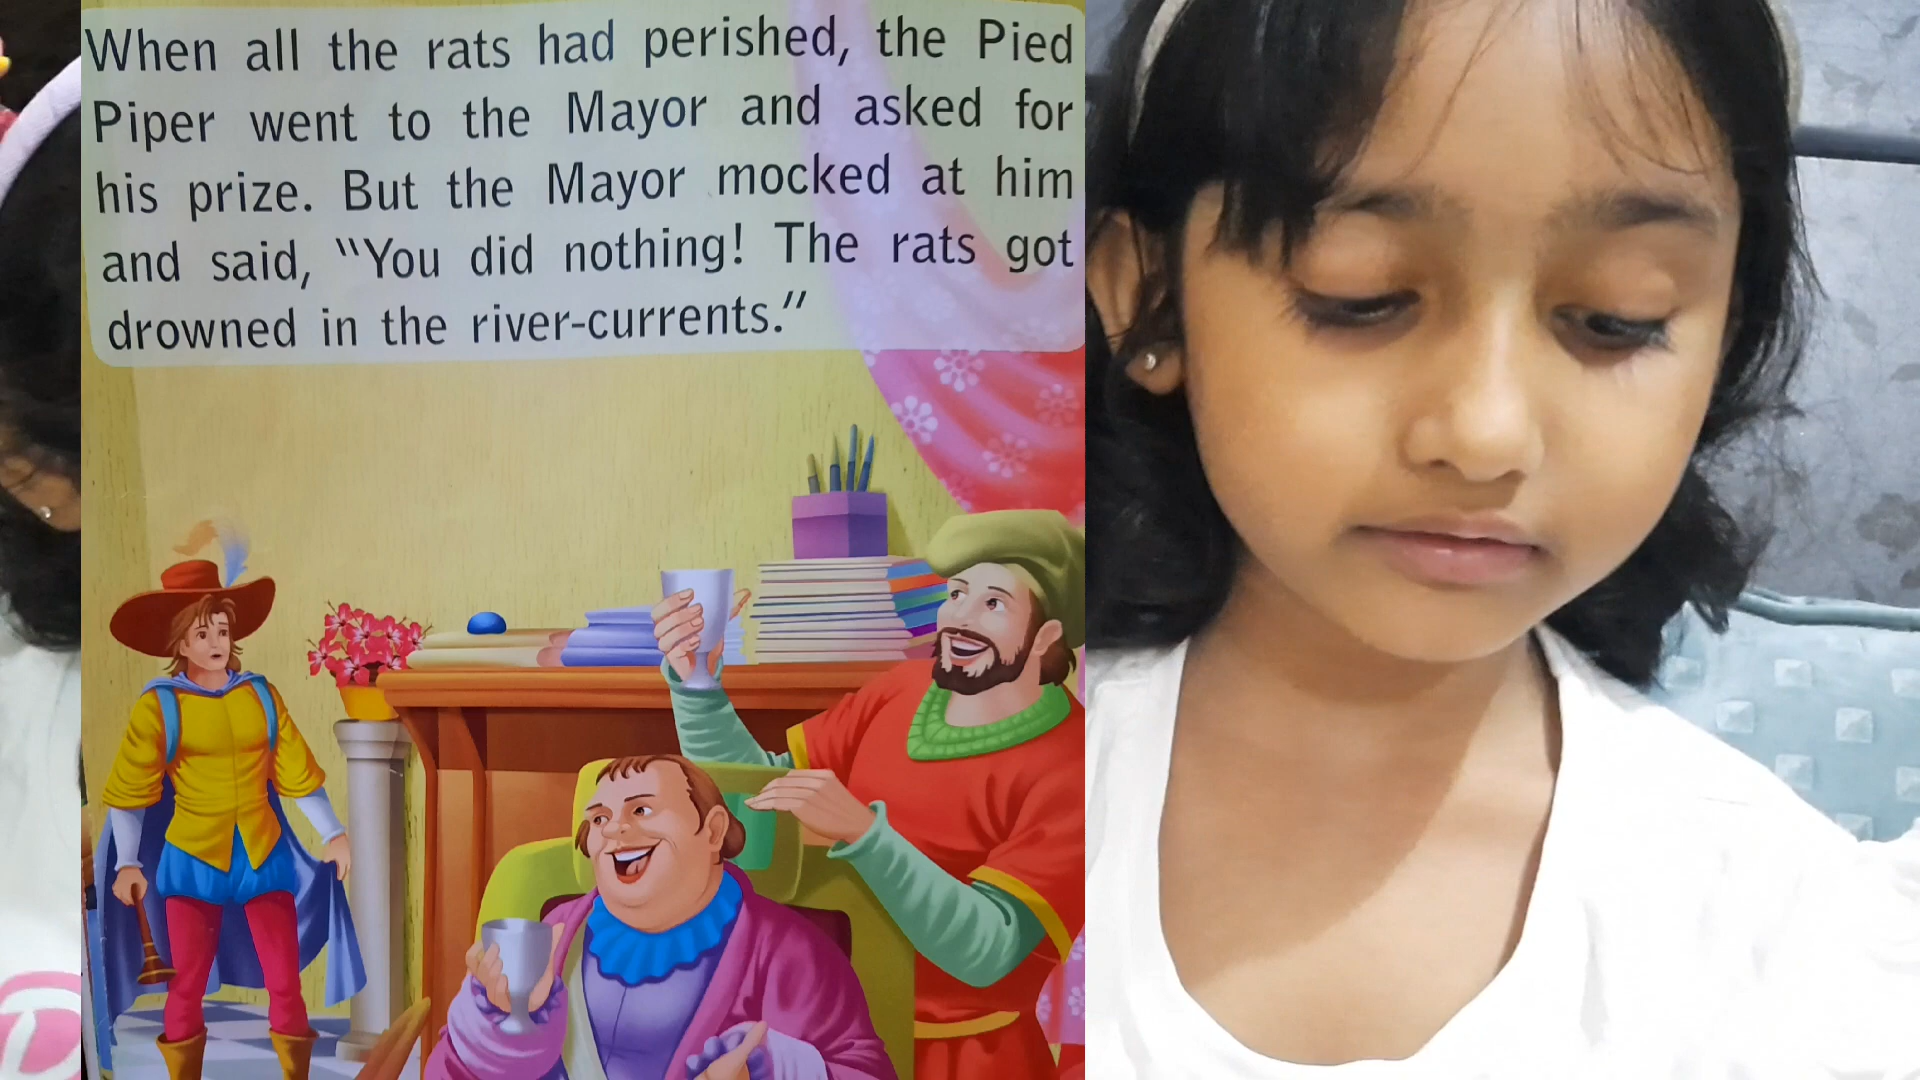 When all the rats had perished, the Pied
Piper went to the Mayor and asked for
his prize. But the Mayor mocked at him
and said, “You did nothing! The rats got
drowned in the river-currents.”